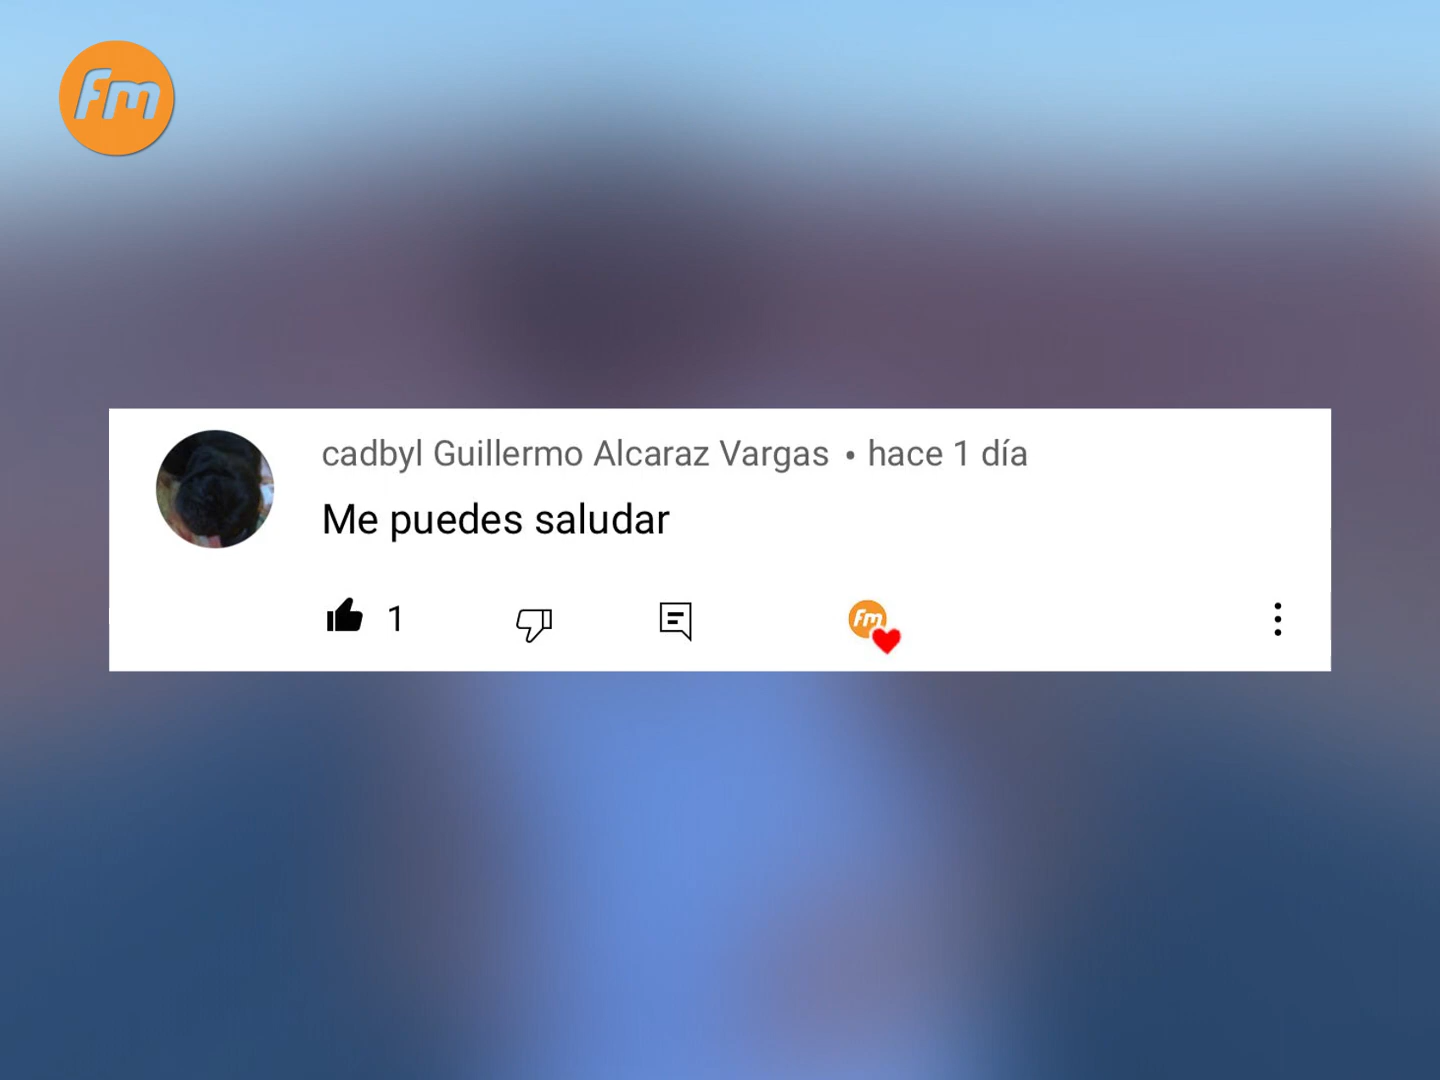 fm
cadbyl Guillermo Alcaraz Vargas • hace 1 día
Me puedes saludar
1
fm